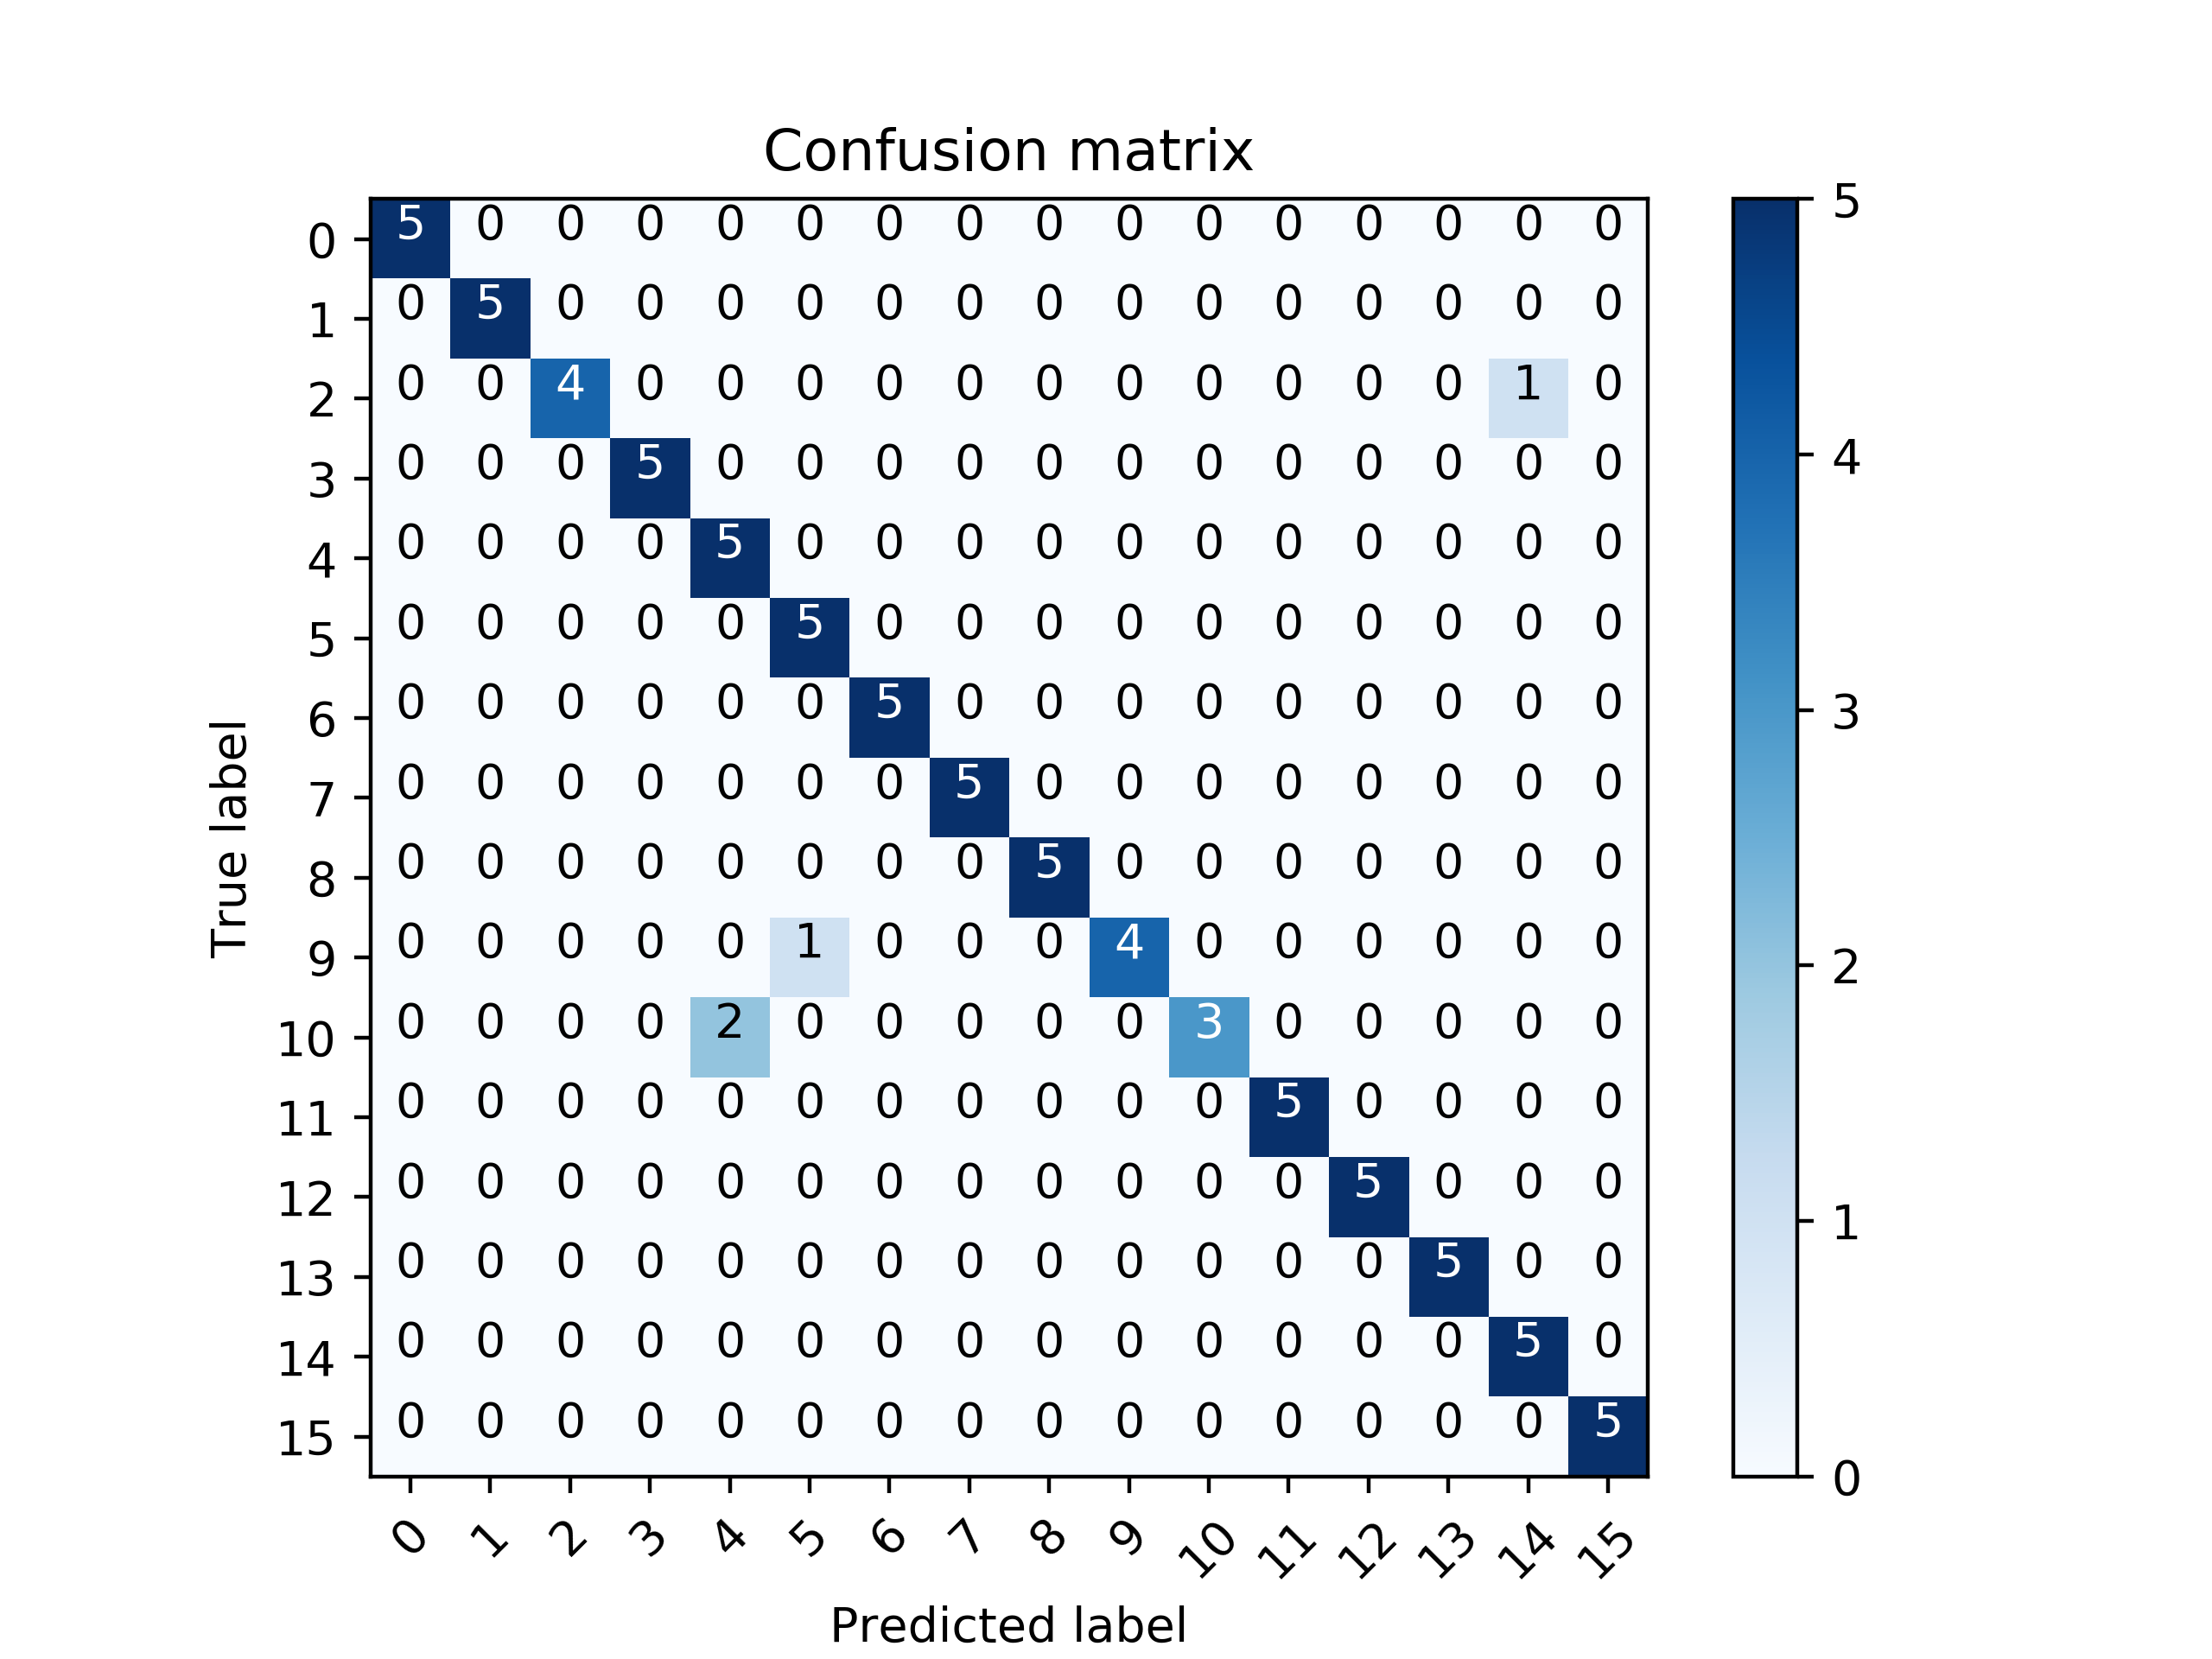 Confusion matrix
0 5 0 0 0 0 0 0 0 0 0 0 0 0 0 0 0 5
1 0 5 0 0 0 0 0 0 0 0 0 0 0 0 0 0
2 0 0 4 0 0 0 0 0 0 0 0 0 0 0 1 0
3 0 0 0 5 0 0 0 0 0 0 0 0 0 0 0 0 4
4 0 0 0 0 5 0 0 0 0 0 0 0 0 0 0 0
5 0 0 0 0 0 5 0 0 0 0 0 0 0 0 0 0
6 0 0 0 0 0 0 5 0 0 0 0 0 0 0 0 0 3
7 0 0 0 0 0 0 0 5 0 0 0 0 0 0 0 0
8 0 0 0 0 0 0 0 0 5 0 0 0 0 0 0 0
9 0 0 0 0 0 1 0 0 0 4 0 0 0 0 0 0 2
10 0 0 0 0 2 0 0 0 0 0 3 0 0 0 0 0
11 0 0 0 0 0 0 0 0 0 0 0 5 0 0 0 0
12 0 0 0 0 0 0 0 0 0 0 0 0 5 0 0 0 1
13 0 0 0 0 0 0 0 0 0 0 0 0 0 5 0 0
14 0 0 0 0 0 0 0 0 0 0 0 0 0 0 5 0
15 0 0 0 0 0 0 0 0 0 0 0 0 0 0 0 5 0
0 1 2 3 4 5 6 7 8 9 10 11 12 13 14 15
Predicted label
True label